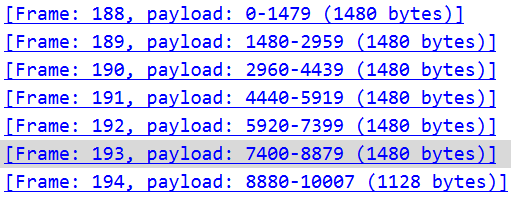 [Frame: 188, payload: 0-1479 (1480 bytes)]
[Frame: 189, payload: 1480-2959 (1480 bytes)]
[Frame: 190, payload: 2960-4439 (1480 bytes)]
[Frame: 191, payload: 4440-5919 (1480 bytes)]
[Frame: 192, payload: 5920-7399 (1480 bytes)]
[Frame: 193, payload: 7400-8879 (1480 bytes)]
[Frame: 194, payload: 8880-10007 (1128 bytes)]